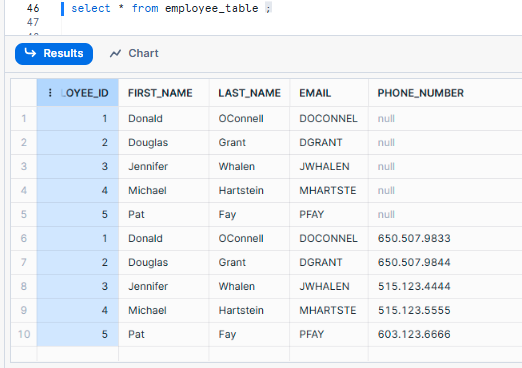 46 select * from employee_table ;
47
Results Chart
LOYEE_ID FIRST_NAME LAST_NAME EMAIL PHONE_NUMBER
1 1 Donald OConnell DOCONNEL null
2 2 Douglas Grant DGRANT null
3 3 Jennifer Whalen JWHALEN null
4 4 Michael Hartstein MHARTSTE null
5 5 Pat Fay PFAY null
6 1 Donald OConnell DOCONNEL 650.507.9833
7 2 Douglas Grant DGRANT 650.507.9844
8 3 Jennifer Whalen JWHALEN 515.123.4444
9 4 Michael Hartstein MHARTSTE 515.123.5555
10 5 Pat Fay PFAY 603.123.6666